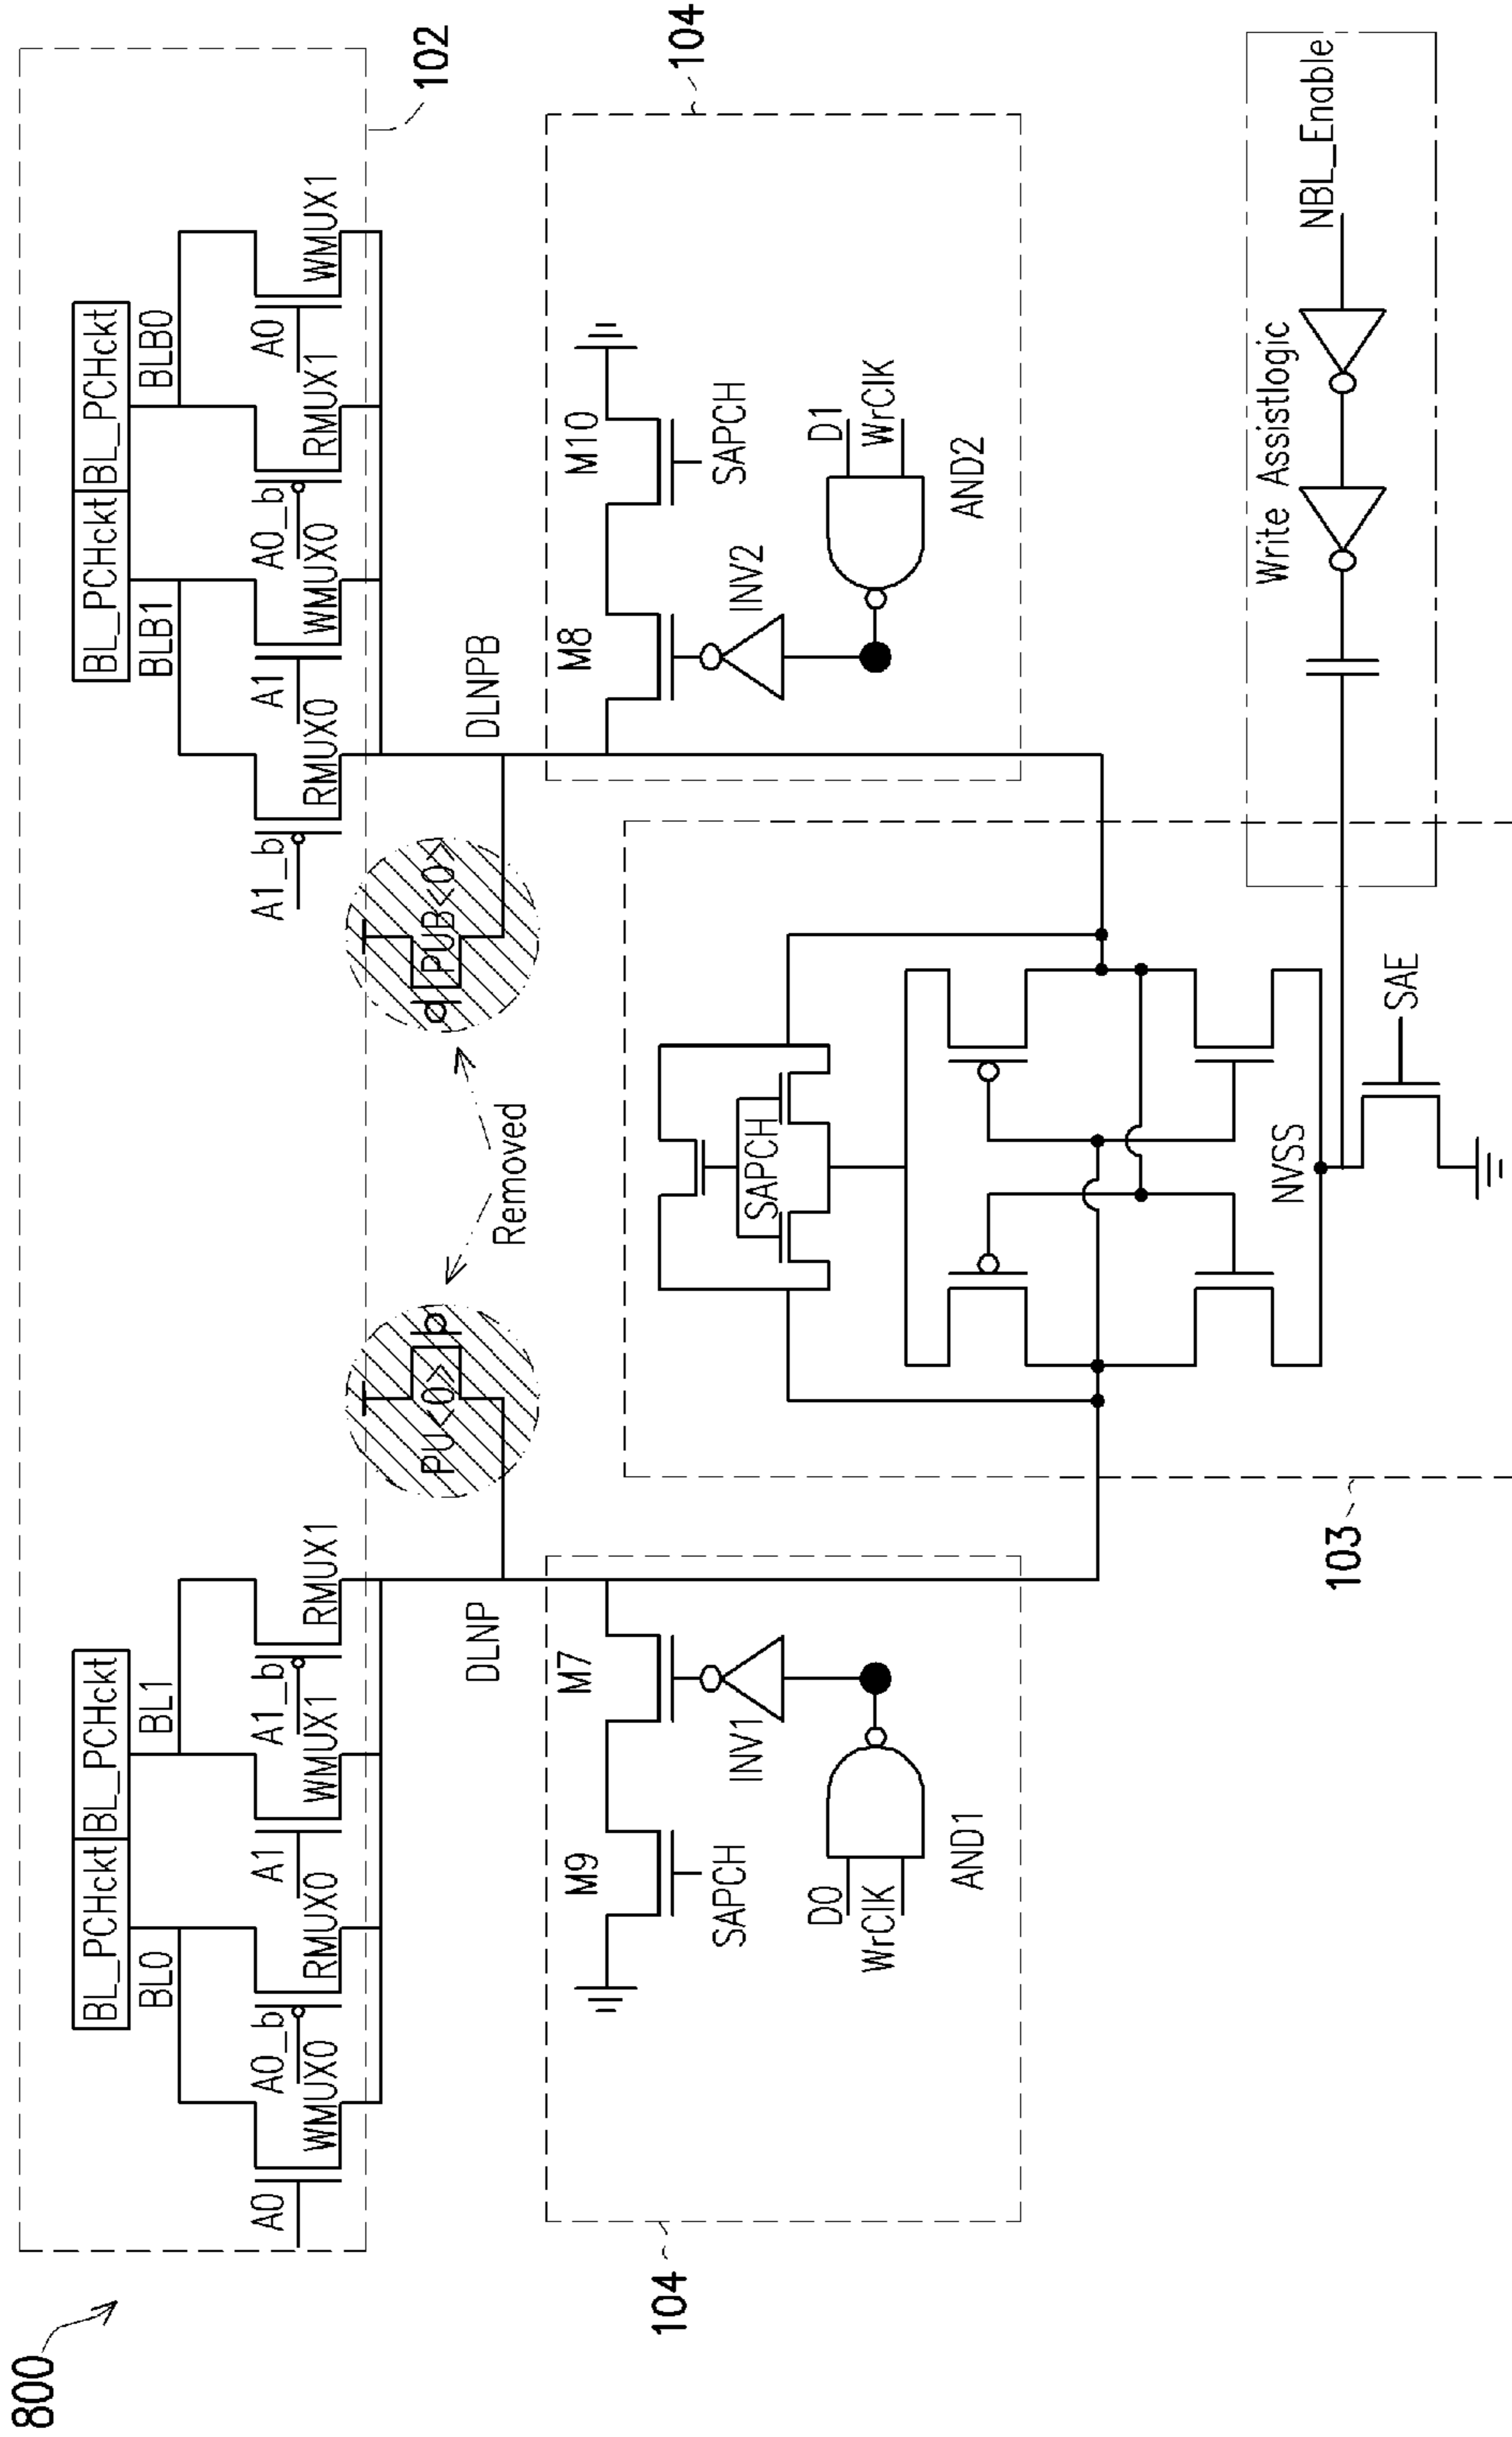 800
102
BL_PCHckt
BL_PCHckt
BL_PCHckt
BL_PCHckt
BL0
BL1
BLB1
BLB0
A0
A0_b
A1
A1_b
A1_b
A1
A0_b
A0
WMUX0
RMUX0
WMUX1
RMUX1
RMUX0
WMUX0
RMUX1
WMUX1
PU<0>
PUB<0>
Removed
DLNP
DLNPB
104
M9
M7
SAPCH
INV1
D0
WrClK
AND1
104
M8
M10
SAPCH
INV2
D1
WrClK
AND2
103
SAPCH
NVSS
SAE
Write Assistlogic
NBL_Enable